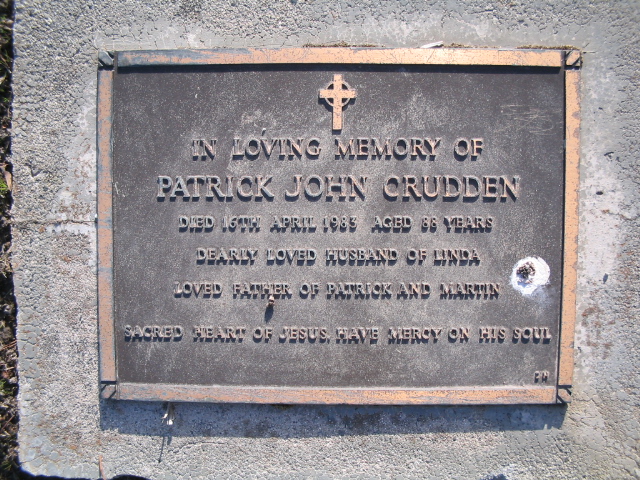 IN LOVING MEMORY OF
PATRICK JOHN CRUDDEN
DIED 16TH APRIL 1983 AGED 88 YEARS
DEARLY LOVED HUSBAND OF LINDA
LOVED FATHER OF PATRICK AND MARTIN
SACRED HEART OF JESUS, HAVE MERCY ON HIS SOUL